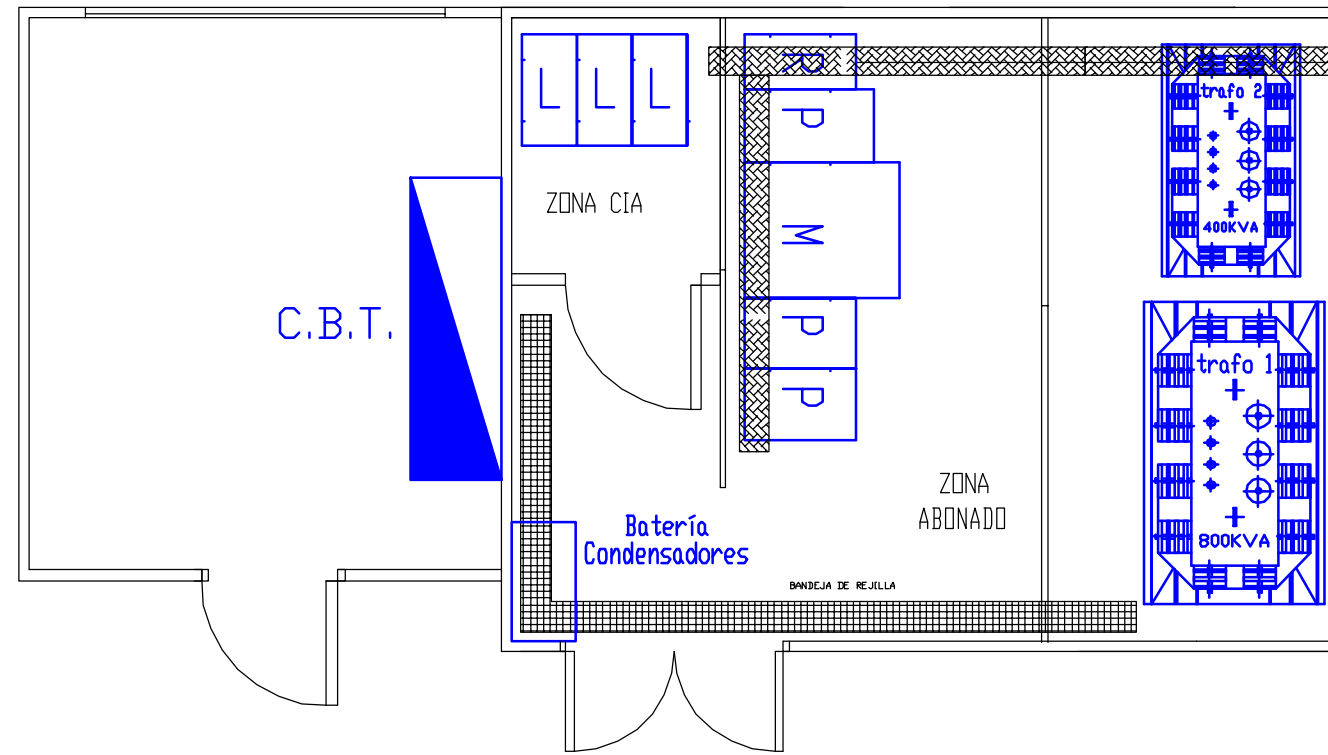 L L L
ZONA CIA
C.B.T.
R
P
M
P
P
trafo 2
400KVA
trafo 1
800KVA
ZONA
ABONADO
Batería
Condensadores
BANDEJA DE REJILLA